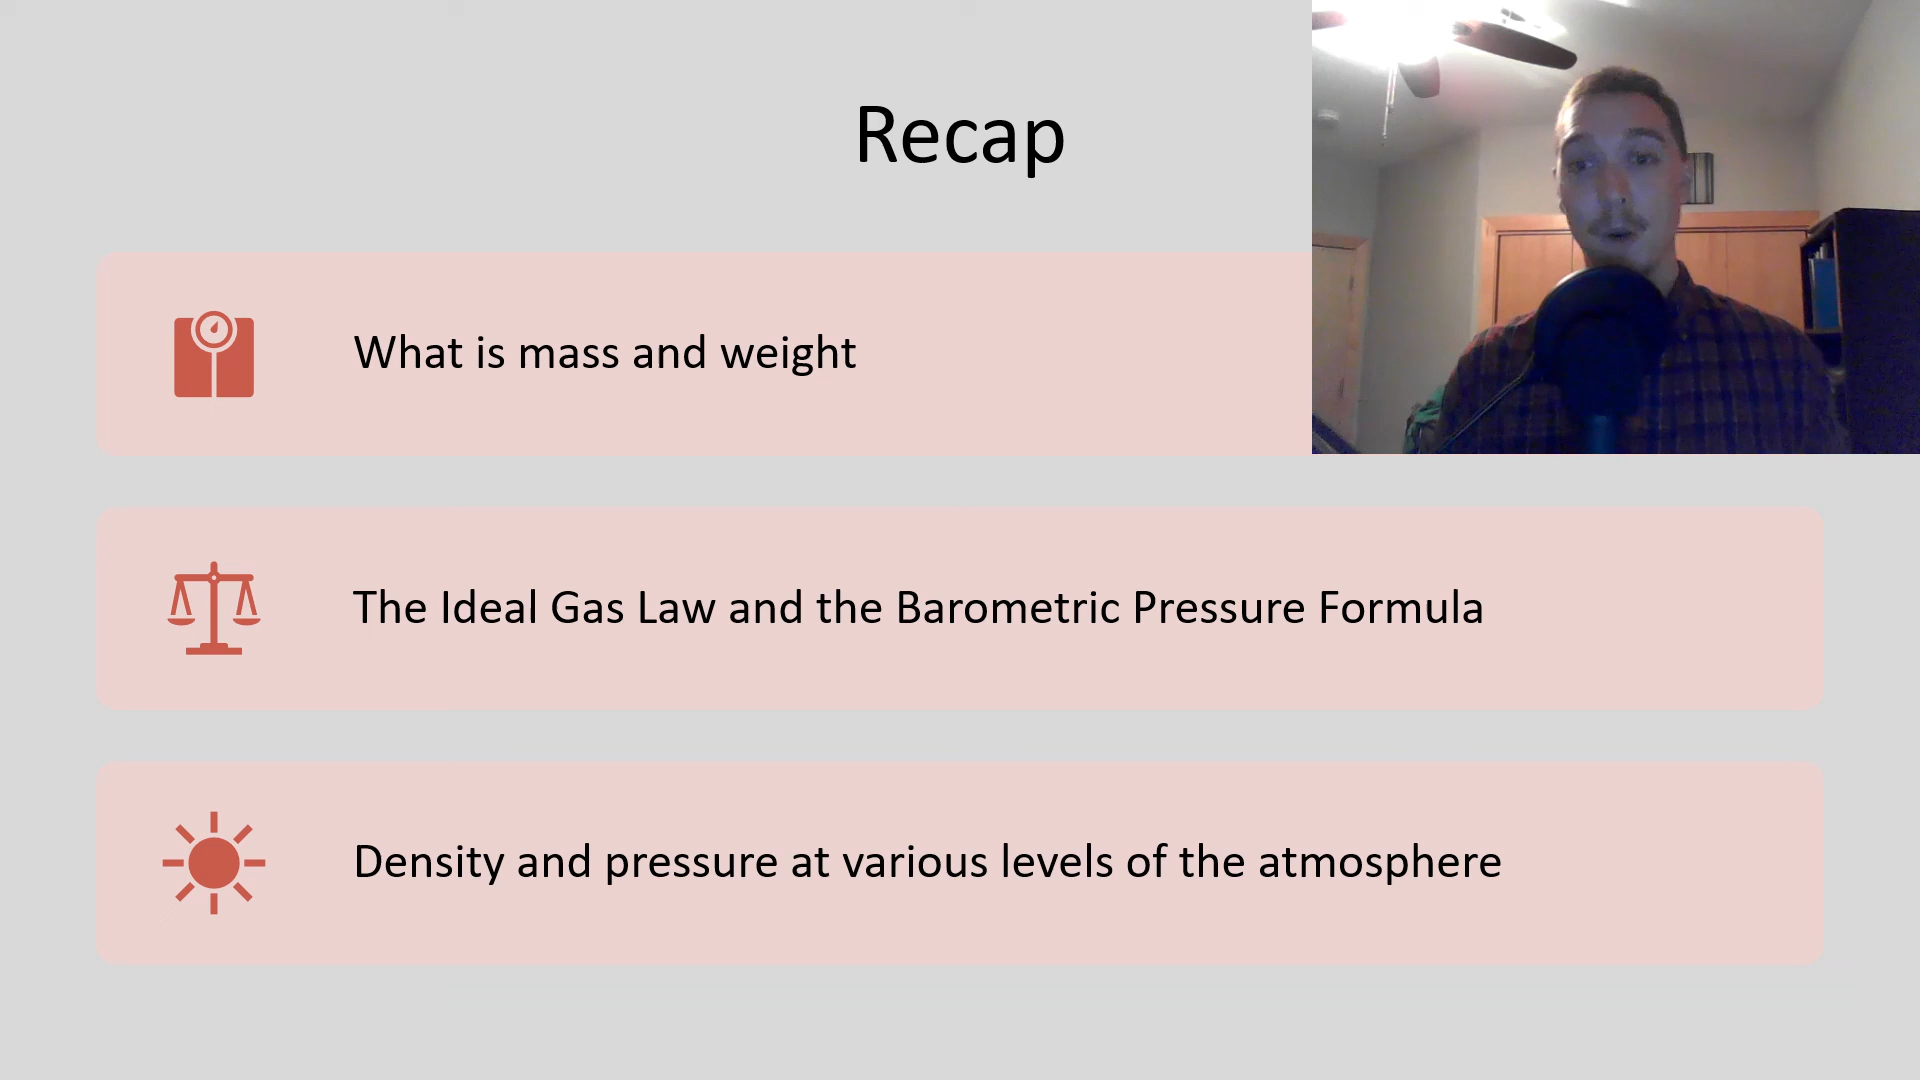 Recap
What is mass and weight
The Ideal Gas Law and the Barometric Pressure Formula
Density and pressure at various levels of the atmosphere